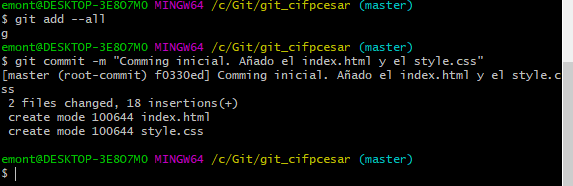 emont@DESKTOP-3E8O7MO MINGW64 /c/Git/git_cifpcesar (master)
$ git add --all
g
emont@DESKTOP-3E8O7MO MINGW64 /c/Git/git_cifpcesar (master)
$ git commit -m "Comming inicial. Añado el index.html y el style.css"
[master (root-commit) f0330ed] Comming inicial. Añado el index.html y el style.c
ss
 2 files changed, 18 insertions(+)
 create mode 100644 index.html
 create mode 100644 style.css
emont@DESKTOP-3E8O7MO MINGW64 /c/Git/git_cifpcesar (master)
$